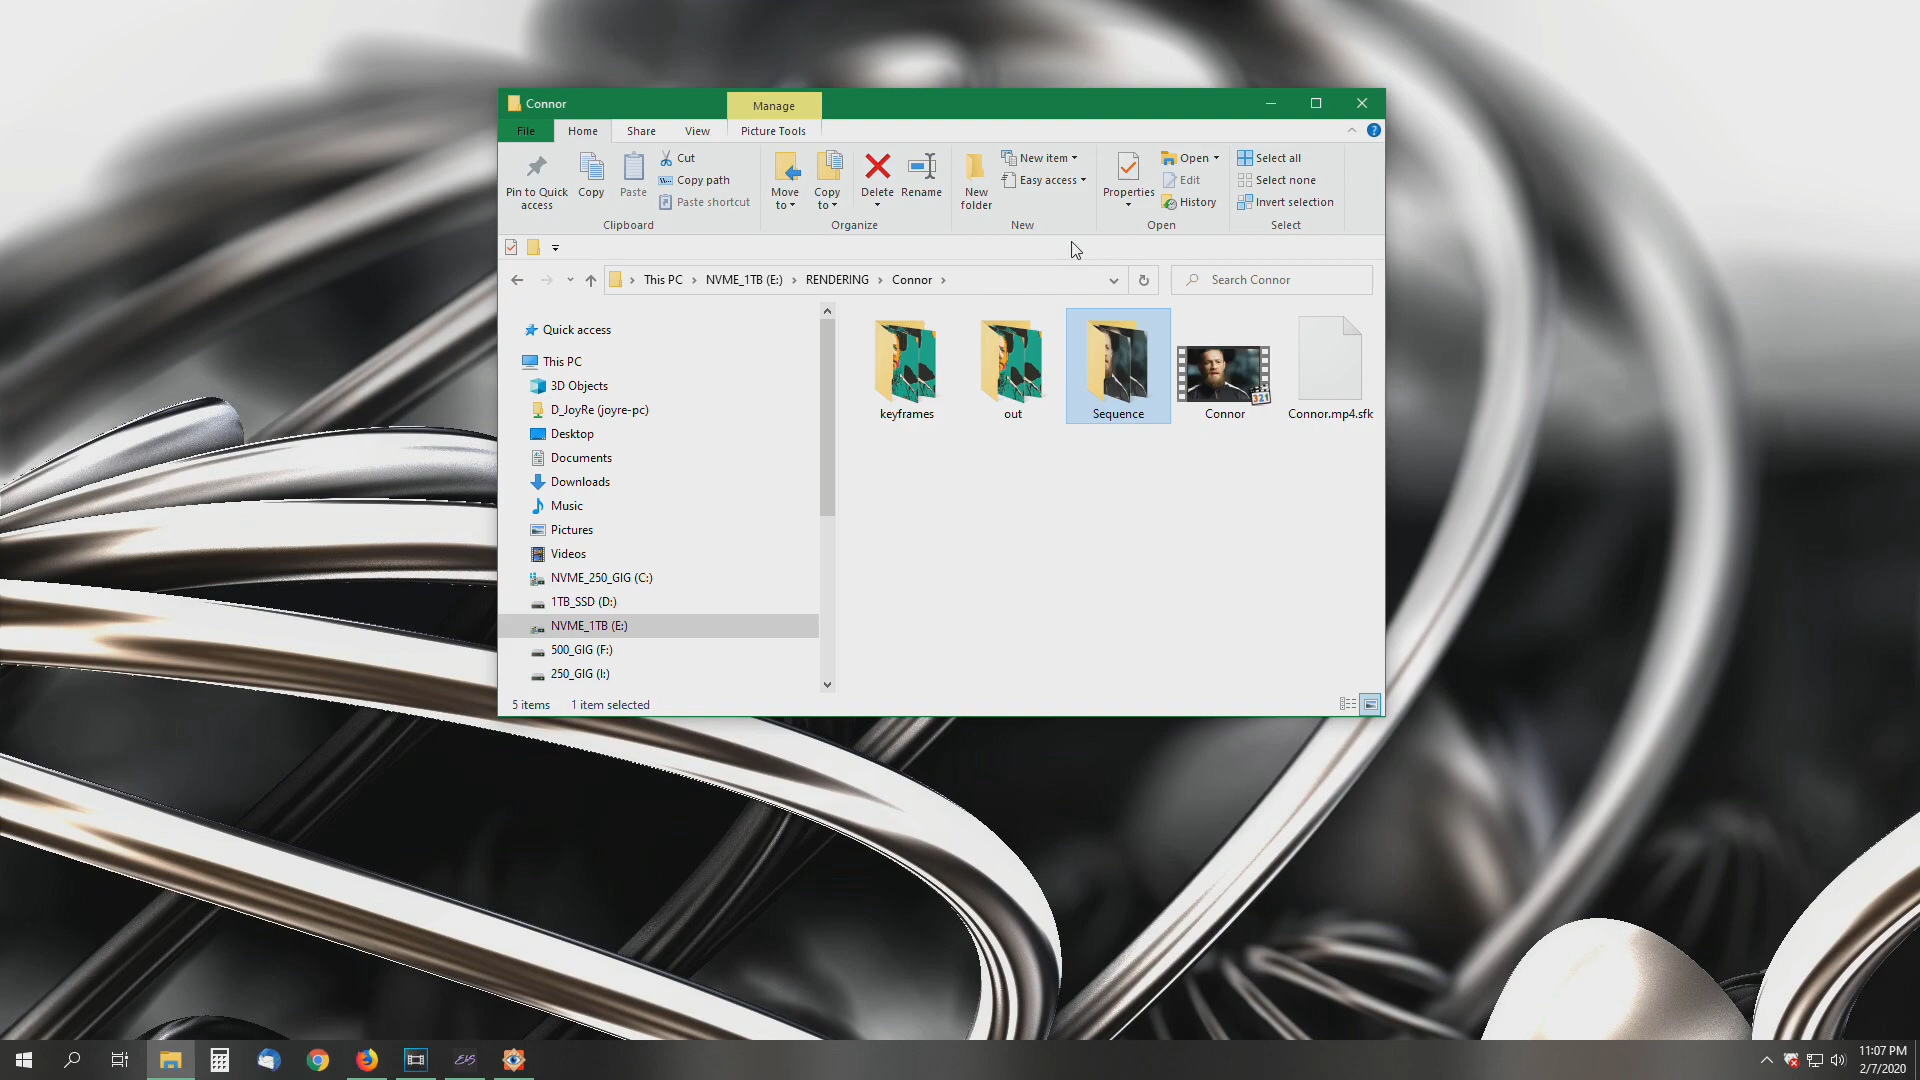 Connor
Manage
File
Home
Share
View
Picture Tools
Pin to Quick access
Copy
Paste
Cut
Copy path
Paste shortcut
Move to
Copy to
Delete
Rename
New folder
New item
Easy access
Properties
Open
Edit
History
Select all
Select none
Invert selection
Clipboard
Organize
New
Open
Select
This PC
NVME_1TB (E:)
RENDERING
Connor
Search Connor
Quick access
This PC
3D Objects
D_JoyRe (joyre-pc)
Desktop
Documents
Downloads
Music
Pictures
Videos
NVME_250_GIG (C:)
1TB_SSD (D:)
NVME_1TB (E:)
500_GIG (F:)
250_GIG (I:)
keyframes
out
Sequence
321
Connor
Connor.mp4.sfk
5 items
1 item selected
EbS
11:07 PM
2/7/2020